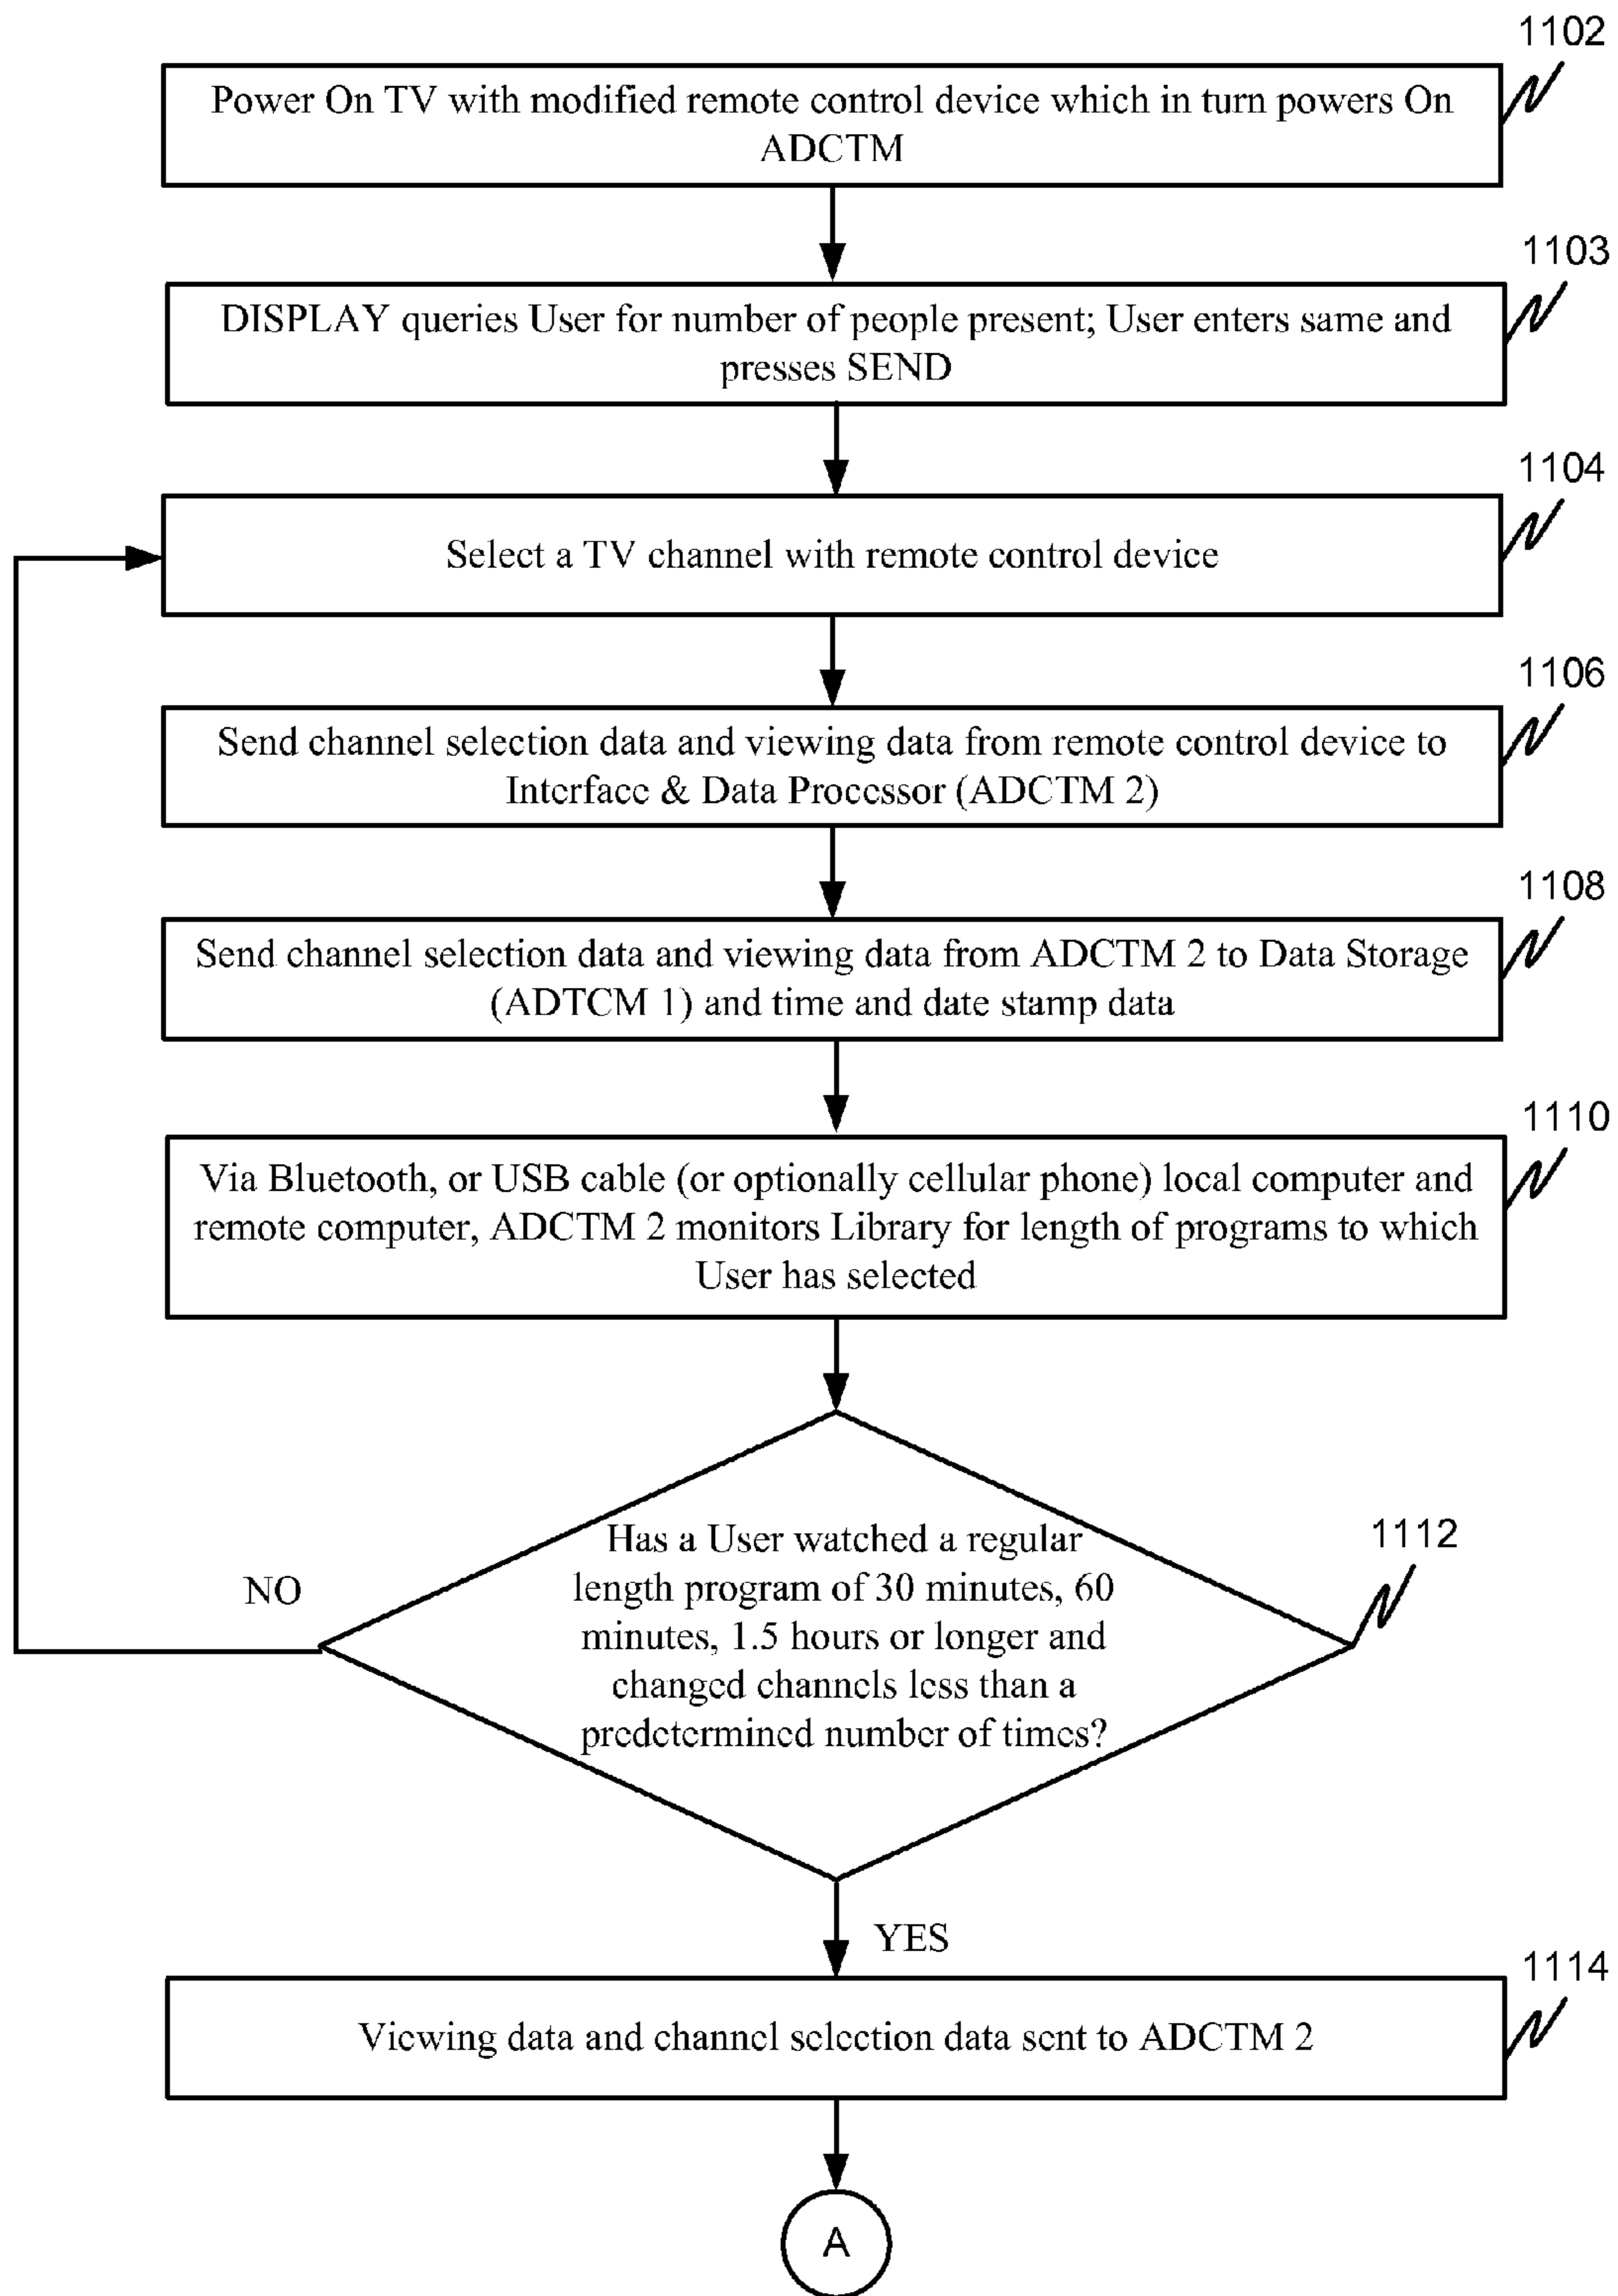 1102
Power On TV with modified remote control device which in turn powers On
ADCTM
1103
DISPLAY queries User for number of people present; User enters same and
presses SEND
1104
Select a TV channel with remote control device
1106
Send channel selection data and viewing data from remote control device to
Interface & Data Processor (ADCTM 2)
1108
Send channel selection data and viewing data from ADCTM 2 to Data Storage
(ADTCM 1) and time and date stamp data
1110
Via Bluetooth, or USB cable (or optionally cellular phone) local computer and
remote computer, ADCTM 2 monitors Library for length of programs to which
User has selected
1112
Has a User watched a regular
length program of 30 minutes, 60
minutes, 1.5 hours or longer and
changed channels less than a
predetermined number of times?
NO
YES
1114
Viewing data and channel selection data sent to ADCTM 2
A